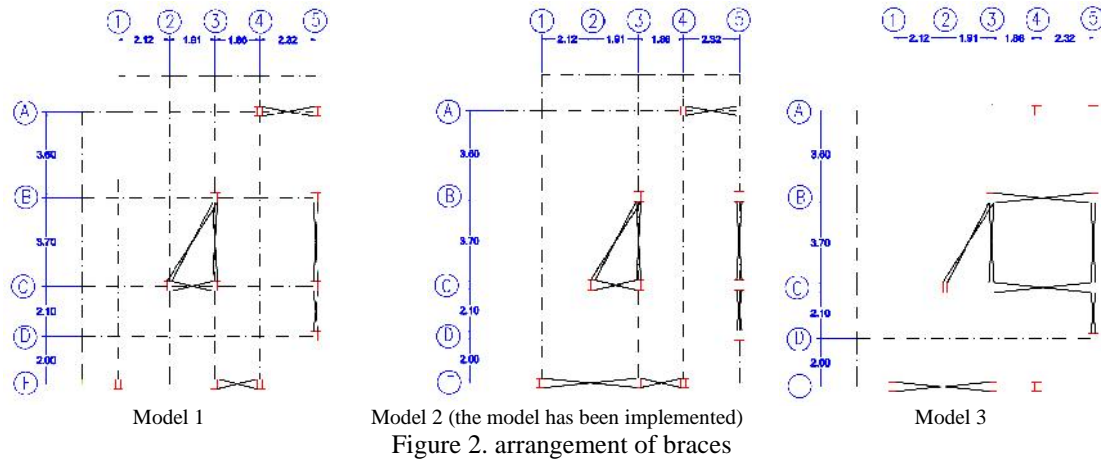 1 2 3 4 5
2.12 1.91 1.86 2.32
A
3.60
B
3.70
C
2.10
D
2.00
Model 1
1 2 3 4 5
2.12 1.91 1.86 2.32
A
3.60
B
3.70
C
2.10
D
2.00
Model 2 (the model has been implemented)
1 2 3 4 5
2.12 1.91 1.86 2.32
A
3.60
B
3.70
C
2.10
D
2.00
Model 3
Figure 2. arrangement of braces